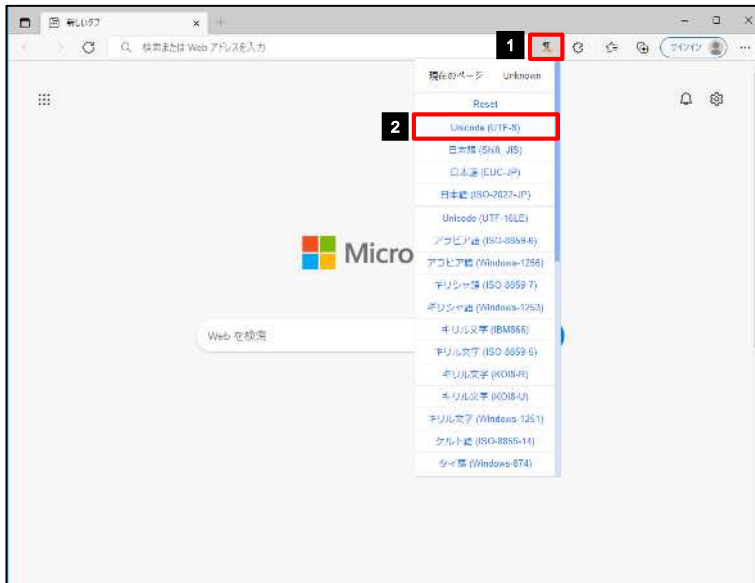 新しいタブ
検索または Web アドレスを入力
1
サインイン
現在のページ Unknown
Reset
2
Unicode (UTF-8)
日本語 (Shift_JIS)
日本語 (EUC-JP)
日本語 (ISO-2022-JP)
Unicode (UTF-16LE)
アラビア語 (ISO-8859-6)
アラビア語 (Windows-1256)
ギリシャ語 (ISO-8859-7)
ギリシャ語 (Windows-1253)
キリル文字 (IBM866)
キリル文字 (ISO-8859-5)
キリル文字 (KOI8-R)
キリル文字 (KOI8-U)
キリル文字 (Windows-1251)
ケルト語 (ISO-8859-14)
タイ語 (Windows-874)
Micro
Web を検索